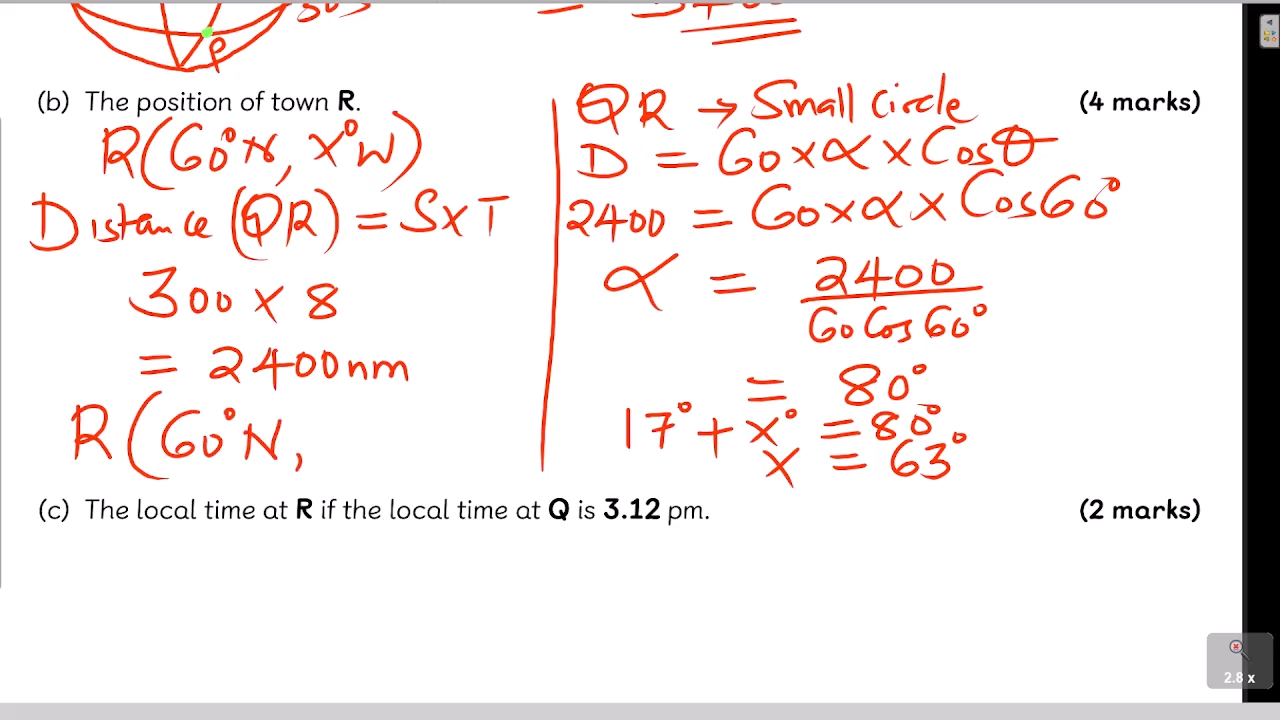 = 5400
P
(b) The position of town R. (4 marks)
R(60°N, x°W)
Distance (QR) = S x T
300 x 8
= 2400nm
R(60°N,
QR → Small circle
D = 60 x α x Cosθ
2400 = 60 x α x Cos60°
α = 2400
60 Cos 60°
= 80°
17° + x° = 80°
x = 63°
(c) The local time at R if the local time at Q is 3.12 pm. (2 marks)
2.8 x